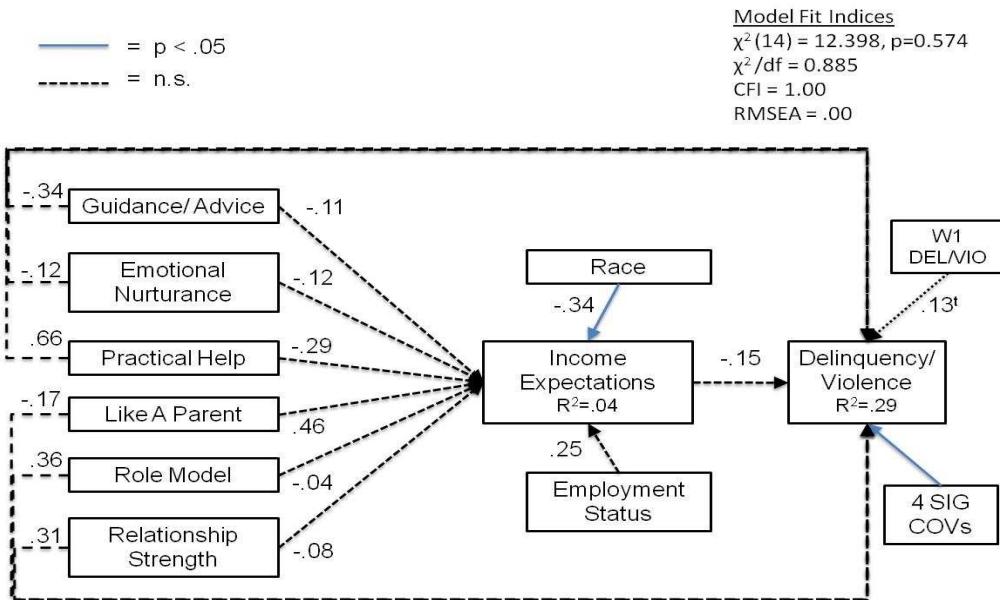 Model Fit Indices
χ² (14) = 12.398, p=0.574
χ² /df = 0.885
CFI = 1.00
RMSEA = .00
= p < .05
= n.s.
-.34
Guidance/ Advice
-.11
-.12
Emotional
Nurturance
-.12
.66
Practical Help
-.29
-.17
Like A Parent
.46
.36
Role Model
-.04
.31
Relationship
Strength
-.08
Race
-.34
Income
Expectations
R²=.04
.25
Employment
Status
-.15
W1
DEL/VIO
.13ᵗ
Delinquency/
Violence
R²=.29
4 SIG
COVs